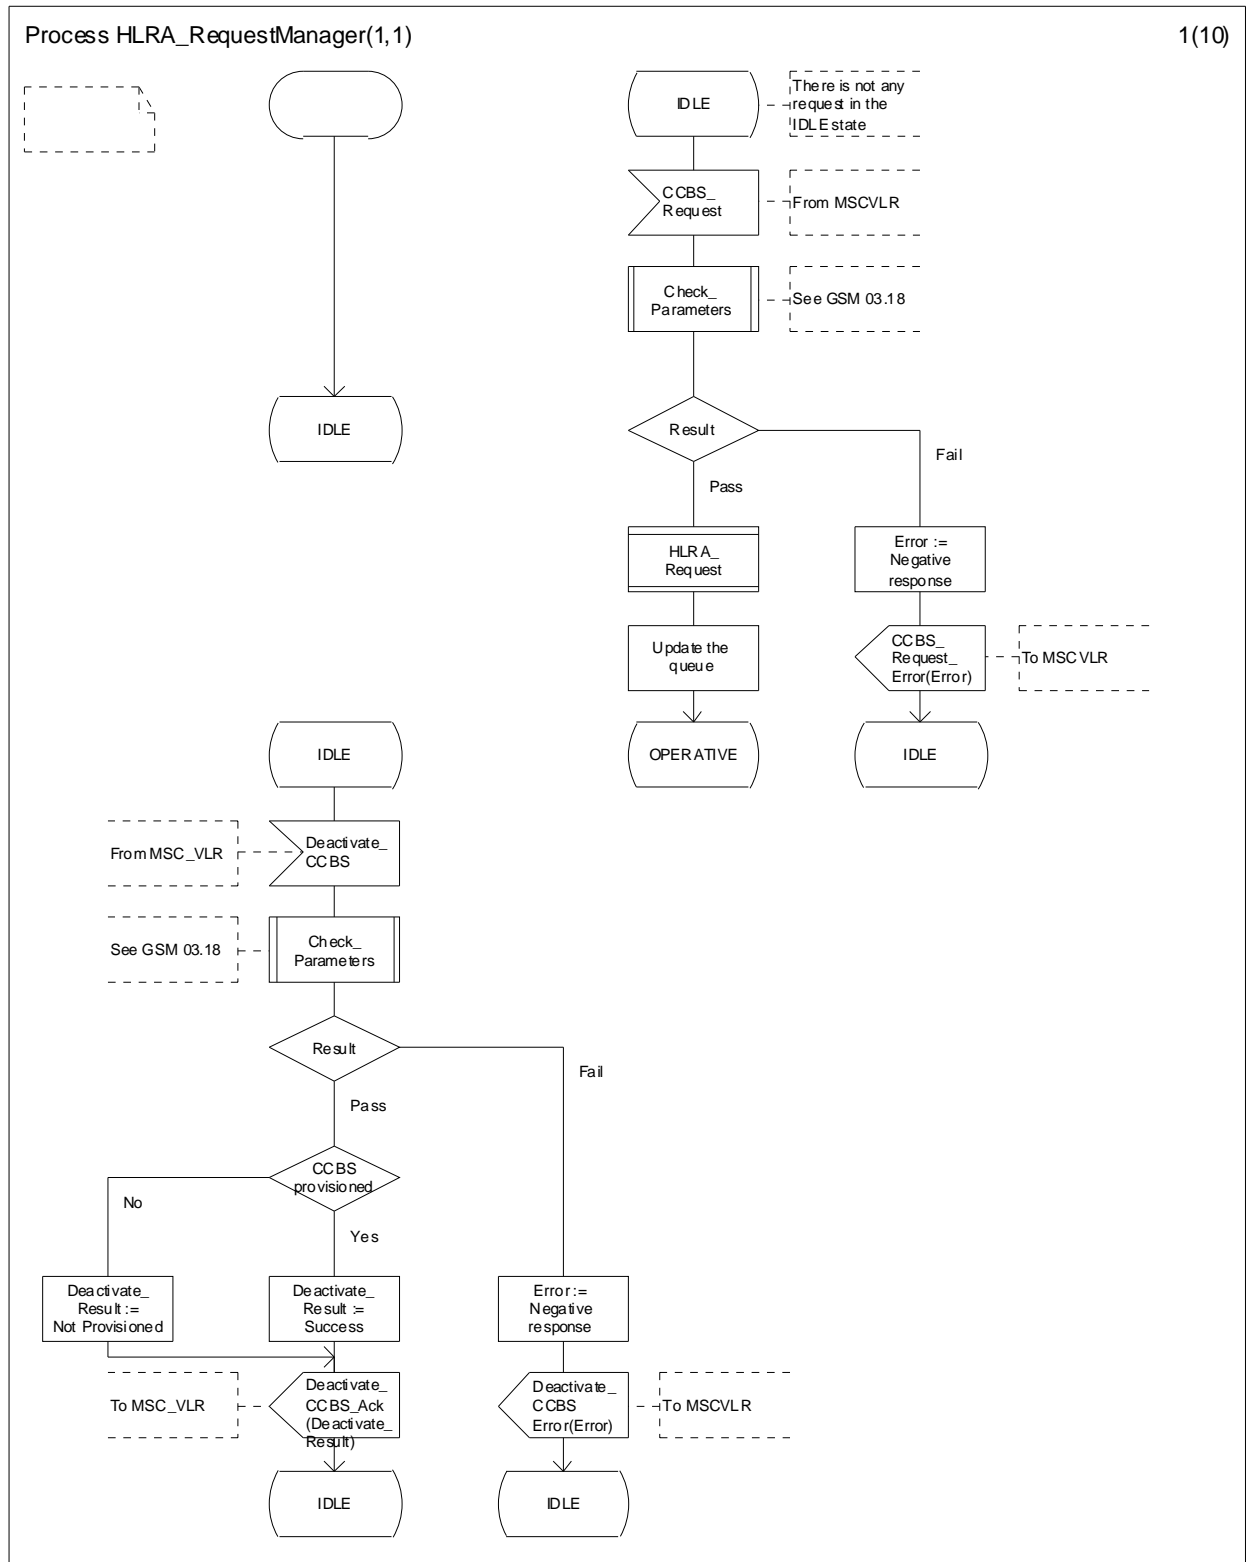 Process HLRA_RequestManager(1,1)
1(10)
IDLE
There is not any
request in the
IDLE state
CCBS_
Request
From MSCVLR
Check_
Parameters
See GSM 03.18
IDLE
Result
Fail
Pass
HLRA_
Request
Error :=
Negative
response
Update the
queue
CCBS_
Request_
Error(Error)
To MSCVLR
IDLE
OPERATIVE
IDLE
From MSC_VLR
Deactivate_
CCBS
See GSM 03.18
Check_
Parameters
Result
Fail
Pass
CCBS
provisioned
No
Yes
Deactivate_
Result :=
Not Provisioned
Deactivate_
Result :=
Success
Error :=
Negative
response
To MSC_VLR
Deactivate_
CCBS_Ack
(Deactivate_
Result)
Deactivate_
CCBS
Error(Error)
To MSCVLR
IDLE
IDLE